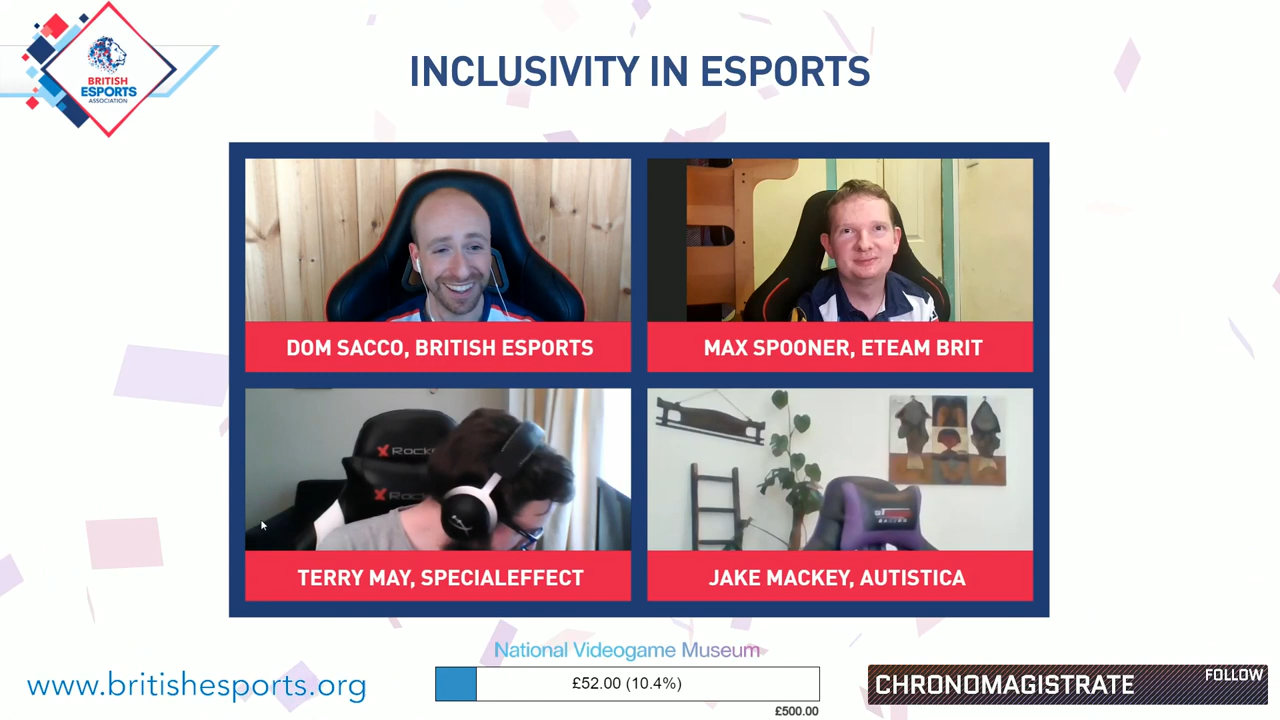 BRITISH
ESPORTS
ASSOCIATION
INCLUSIVITY IN ESPORTS
DOM SACCO, BRITISH ESPORTS
MAX SPOONER, ETEAM BRIT
TERRY MAY, SPECIALEFFECT
JAKE MACKEY, AUTISTICA
National Videogame Museum
www.britishesports.org
£52.00 (10.4%)
£500.00
CHRONOMAGISTRATE
FOLLOW